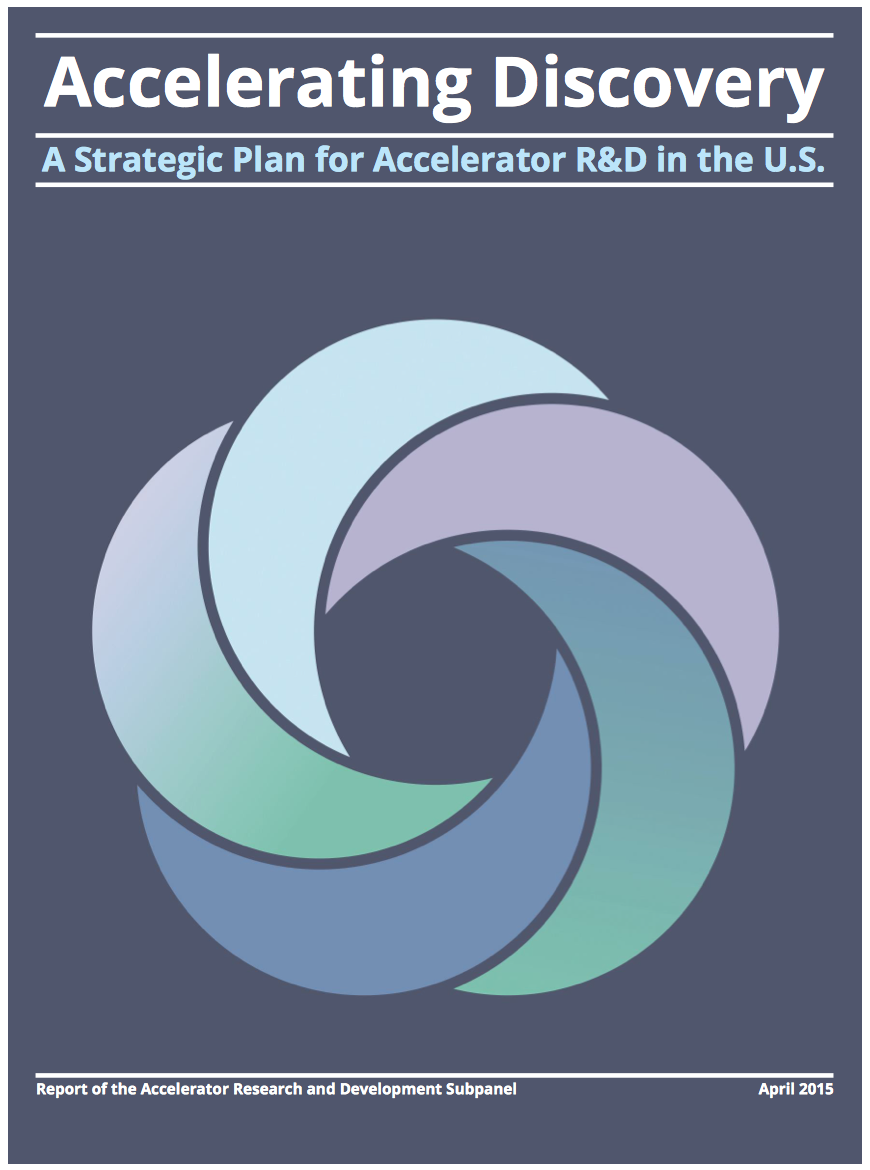 Accelerating Discovery
A Strategic Plan for Accelerator R&D in the U.S.
Report of the Accelerator Research and Development Subpanel
April 2015